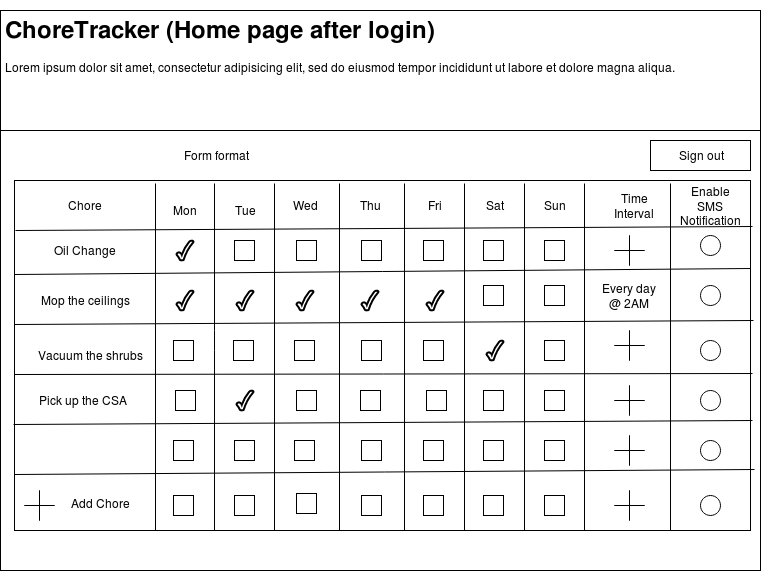 ChoreTracker (Home page after login)
Lorem ipsum dolor sit amet, consectetur adipisicing elit, sed do eiusmod tempor incididunt ut labore et dolore magna aliqua.
Form format
Sign out
Chore
Mon
Tue
Wed
Thu
Fri
Sat
Sun
Time
Interval
Enable
SMS
Notification
Oil Change
Mop the ceilings
Every day
@ 2AM
Vacuum the shrubs
Pick up the CSA
Add Chore